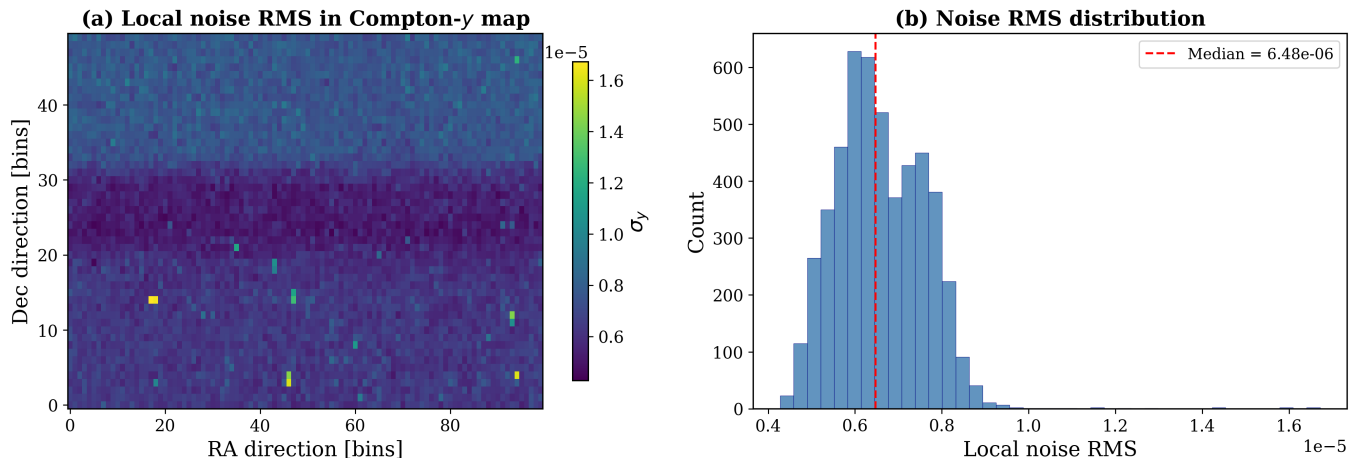 (a) Local noise RMS in Compton-y map
1e−5
40
30
20
10
0
0 20 40 60 80
Dec direction [bins]
RA direction [bins]
1.6
1.4
1.2
1.0
0.8
0.6
σy
(b) Noise RMS distribution
Median = 6.48e-06
600
500
400
300
200
100
0
Count
0.4 0.6 0.8 1.0 1.2 1.4 1.6
1e−5
Local noise RMS